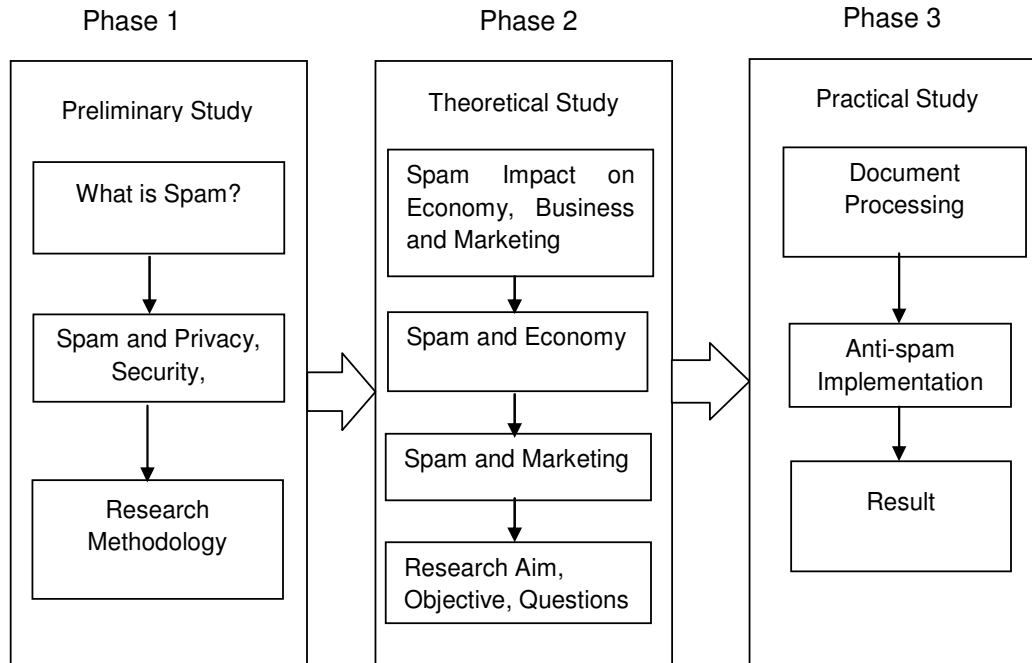 Phase 1
Preliminary Study
What is Spam?
Spam and Privacy,
Security,
Research
Methodology
Phase 2
Theoretical Study
Spam Impact on
Economy, Business
and Marketing
Spam and Economy
Spam and Marketing
Research Aim,
Objective, Questions
Phase 3
Practical Study
Document
Processing
Anti-spam
Implementation
Result